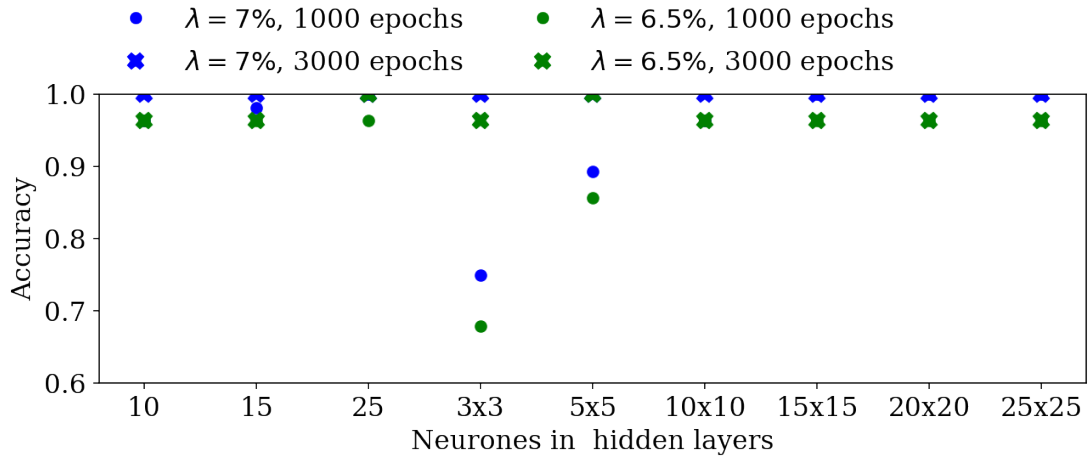 λ = 7%, 1000 epochs λ = 6.5%, 1000 epochs
λ = 7%, 3000 epochs λ = 6.5%, 3000 epochs
1.0
0.9
0.8
0.7
0.6
Accuracy
10 15 25 3x3 5x5 10x10 15x15 20x20 25x25
Neurones in hidden layers